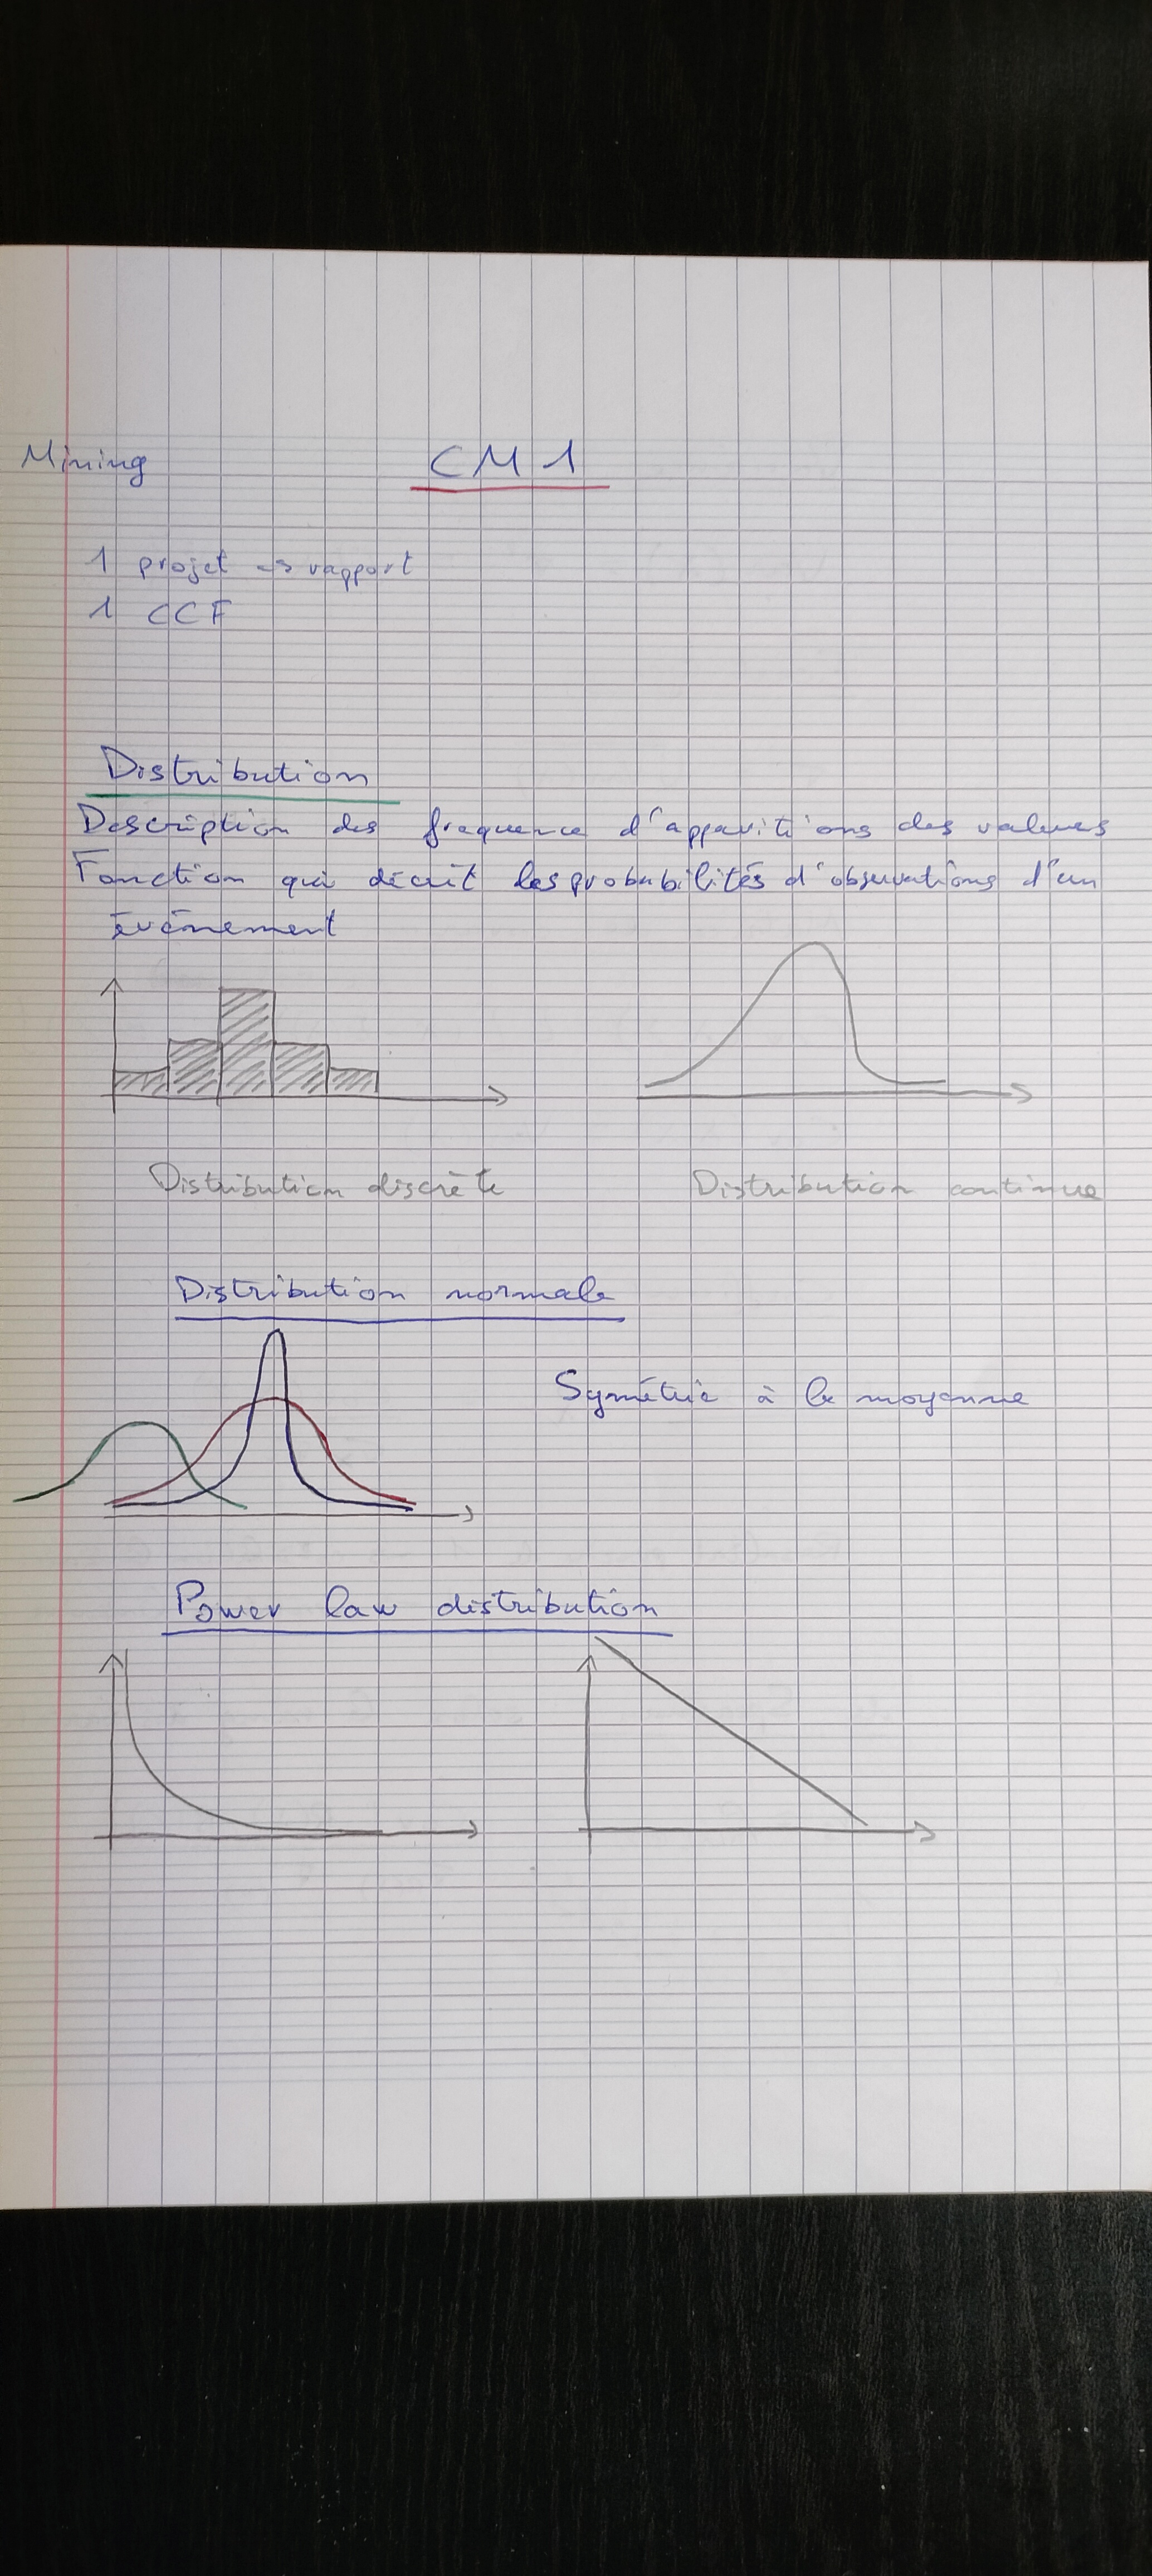 Mining
CM 1
1 projet => rapport
1 CCF
Distribution
Description des frequence d'apparitions des valeurs
Fonction qui décrit les probabilités d'observations d'un
évènement
Distribution discrète
Distribution continue
Distribution normale
Symétrie à la moyenne
Power law distribution